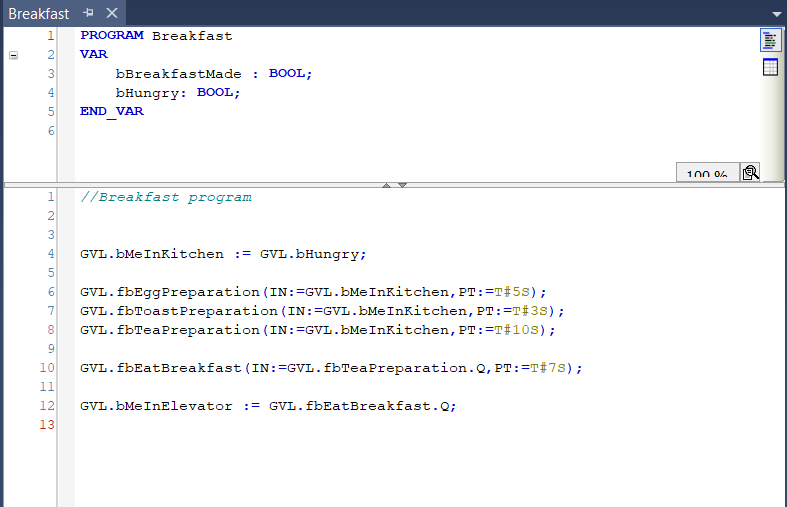 Breakfast
1 PROGRAM Breakfast
2 VAR
3 bBreakfastMade : BOOL;
4 bHungry: BOOL;
5 END_VAR
6
100 %
1 //Breakfast program
2
3
4 GVL.bMeInKitchen := GVL.bHungry;
5
6 GVL.fbEggPreparation(IN:=GVL.bMeInKitchen,PT:=T#5S);
7 GVL.fbToastPreparation(IN:=GVL.bMeInKitchen,PT:=T#3S);
8 GVL.fbTeaPreparation(IN:=GVL.bMeInKitchen,PT:=T#10S);
9
10 GVL.fbEatBreakfast(IN:=GVL.fbTeaPreparation.Q,PT:=T#7S);
11
12 GVL.bMeInElevator := GVL.fbEatBreakfast.Q;
13